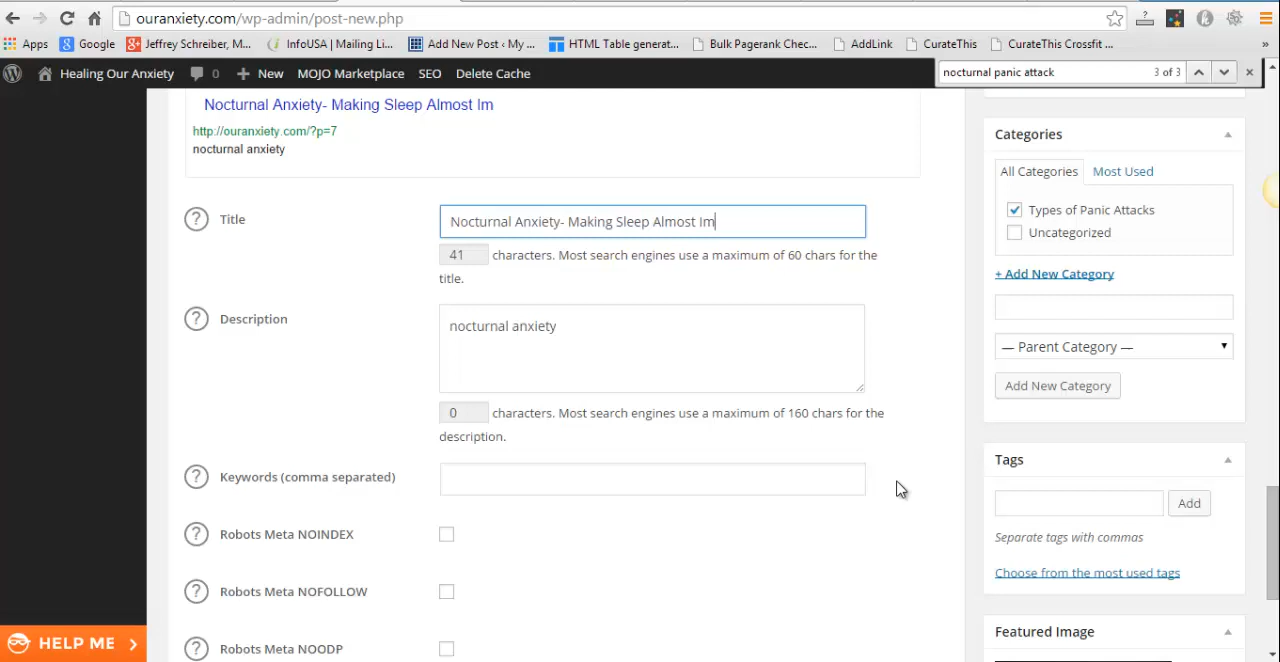 ouranxiety.com/wp-admin/post-new.php
Apps Google Jeffrey Schreiber, M... InfoUSA | Mailing Li... Add New Post ‹ My ... HTML Table generat... Bulk Pagerank Chec... AddLink CurateThis CurateThis Crossfit ... »
Healing Our Anxiety 0 + New MOJO Marketplace SEO Delete Cache
nocturnal panic attack 3 of 3
Nocturnal Anxiety- Making Sleep Almost Im
http://ouranxiety.com/?p=7
nocturnal anxiety
? Title
Nocturnal Anxiety- Making Sleep Almost Im
41 characters. Most search engines use a maximum of 60 chars for the
title.
? Description
nocturnal anxiety
0 characters. Most search engines use a maximum of 160 chars for the
description.
? Keywords (comma separated)
? Robots Meta NOINDEX
? Robots Meta NOFOLLOW
? Robots Meta NOODP
HELP ME
Categories
All Categories Most Used
Types of Panic Attacks
Uncategorized
+ Add New Category
— Parent Category —
Add New Category
Tags
Add
Separate tags with commas
Choose from the most used tags
Featured Image